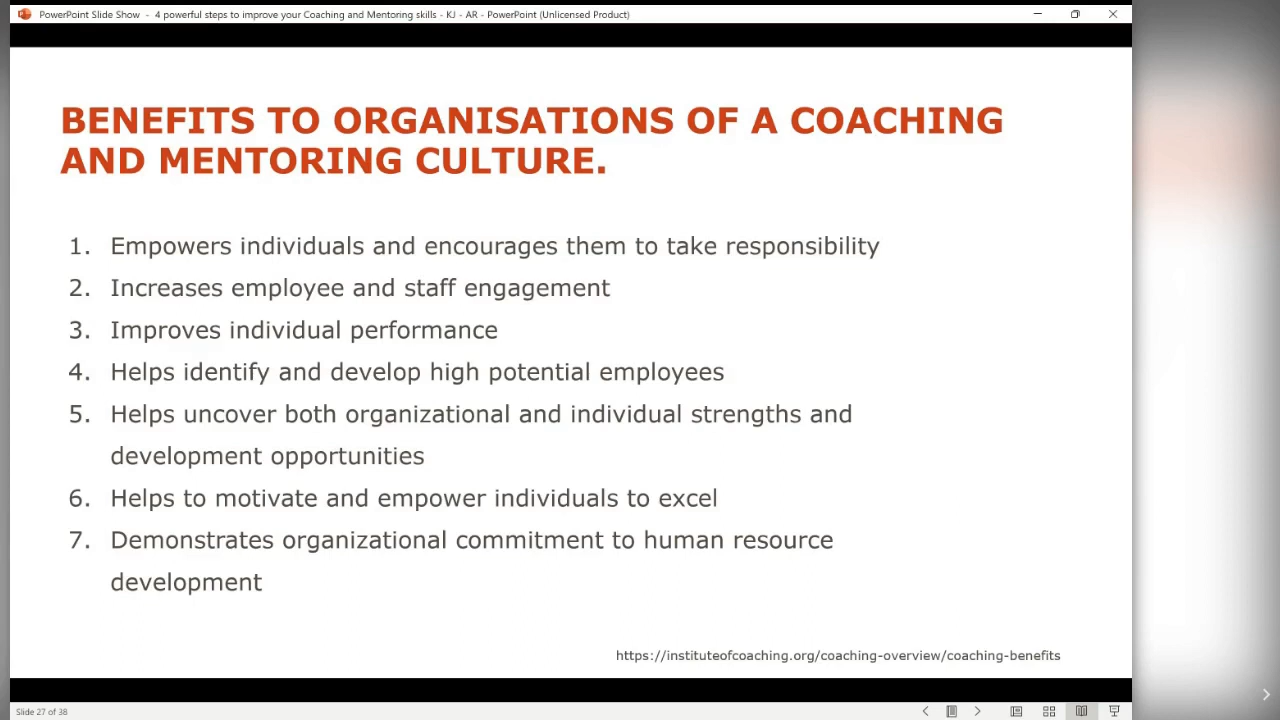 PowerPoint Slide Show - 4 powerful steps to improve your Coaching and Mentoring skills - KJ - AR - PowerPoint (Unlicensed Product)
BENEFITS TO ORGANISATIONS OF A COACHING
AND MENTORING CULTURE.
1. Empowers individuals and encourages them to take responsibility
2. Increases employee and staff engagement
3. Improves individual performance
4. Helps identify and develop high potential employees
5. Helps uncover both organizational and individual strengths and
development opportunities
6. Helps to motivate and empower individuals to excel
7. Demonstrates organizational commitment to human resource
development
https://instituteofcoaching.org/coaching-overview/coaching-benefits
Slide 27 of 38